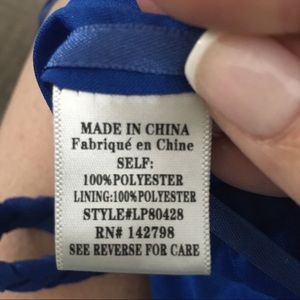 MADE IN CHINA
Fabriqué en Chine
SELF:
100%POLYESTER
LINING:100%POLYESTER
STYLE#LP80428
RN# 142798
SEE REVERSE FOR CARE